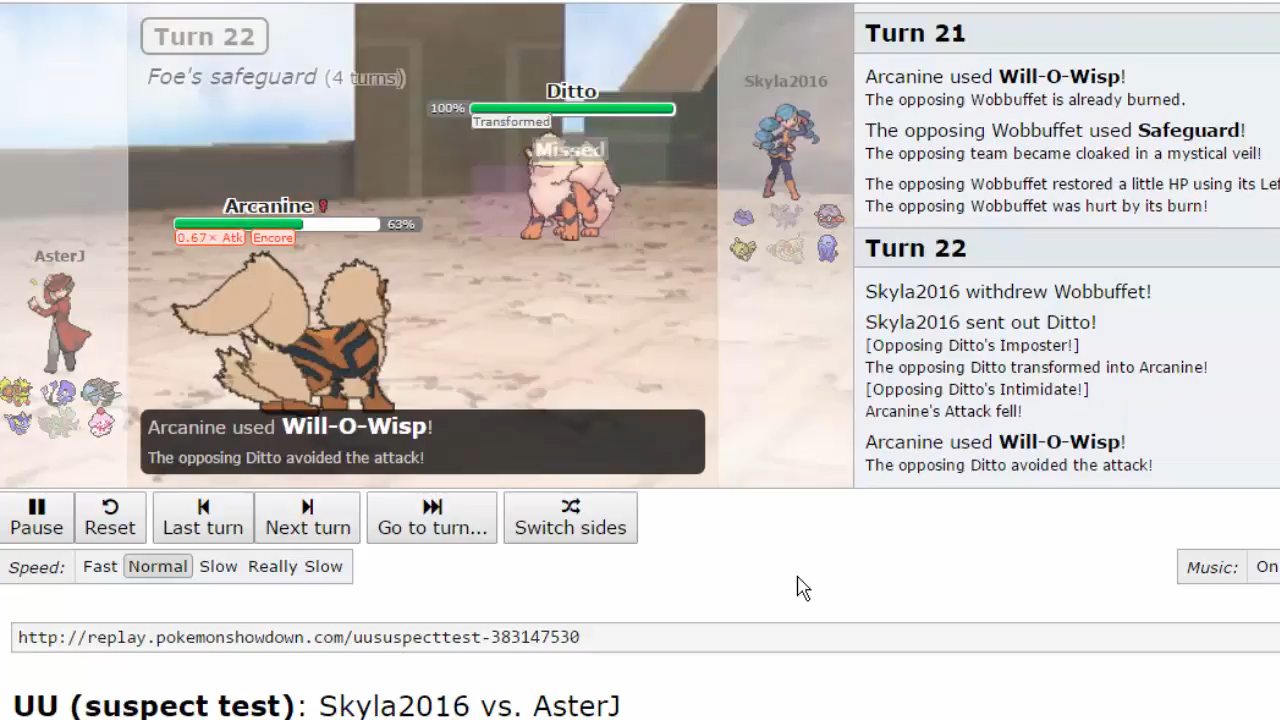 Turn 22
Foe's safeguard (4 turns)
Ditto
100%
Transformed
Missed
Arcanine
63%
0.67× Atk Encore
AsterJ
Skyla2016
Arcanine used Will-O-Wisp!
The opposing Ditto avoided the attack!
Turn 21
Arcanine used Will-O-Wisp!
The opposing Wobbuffet is already burned.
The opposing Wobbuffet used Safeguard!
The opposing team became cloaked in a mystical veil!
The opposing Wobbuffet restored a little HP using its Lef
The opposing Wobbuffet was hurt by its burn!
Turn 22
Skyla2016 withdrew Wobbuffet!
Skyla2016 sent out Ditto!
[Opposing Ditto's Imposter!]
The opposing Ditto transformed into Arcanine!
[Opposing Ditto's Intimidate!]
Arcanine's Attack fell!
Arcanine used Will-O-Wisp!
The opposing Ditto avoided the attack!
Pause Reset Last turn Next turn Go to turn... Switch sides
Speed: Fast Normal Slow Really Slow
Music: On
http://replay.pokemonshowdown.com/uususpecttest-383147530
UU (suspect test): Skyla2016 vs. AsterJ